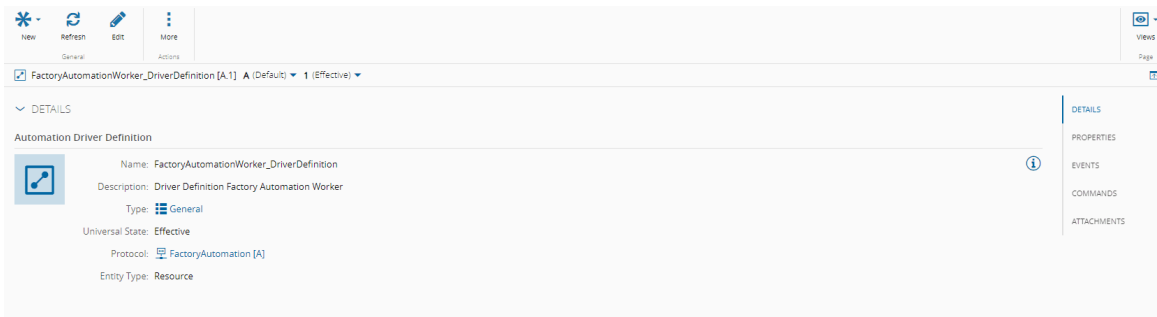 New Refresh Edit More Views
General Actions Page
FactoryAutomationWorker_DriverDefinition [A.1] A (Default) 1 (Effective)
DETAILS
Automation Driver Definition
Name: FactoryAutomationWorker_DriverDefinition
Description: Driver Definition Factory Automation Worker
Type: General
Universal State: Effective
Protocol: FactoryAutomation [A]
Entity Type: Resource
DETAILS
PROPERTIES
EVENTS
COMMANDS
ATTACHMENTS